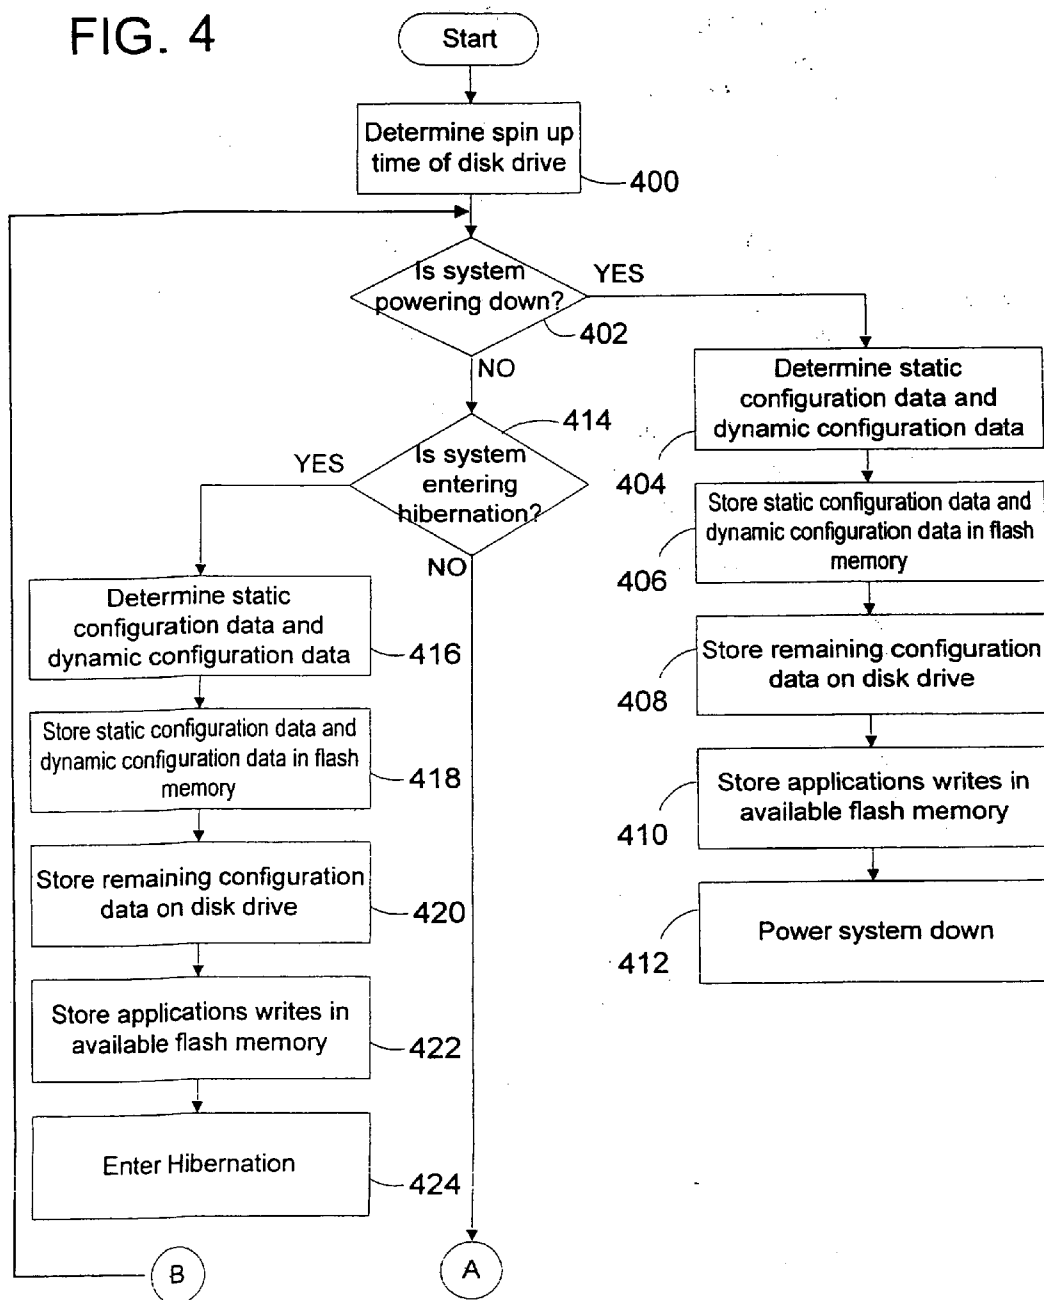 FIG. 4
Start
Determine spin up
time of disk drive
400
Is system
powering down?
YES
402
NO
Determine static
configuration data and
dynamic configuration data
404
414
Is system
entering
hibernation?
YES
NO
Store static configuration data and
dynamic configuration data in flash
memory
406
Determine static
configuration data and
dynamic configuration data
416
Store remaining configuration
data on disk drive
408
Store static configuration data and
dynamic configuration data in flash
memory
418
Store applications writes in
available flash memory
410
Store remaining configuration
data on disk drive
420
Power system down
412
Store applications writes in
available flash memory
422
Enter Hibernation
424
B
A